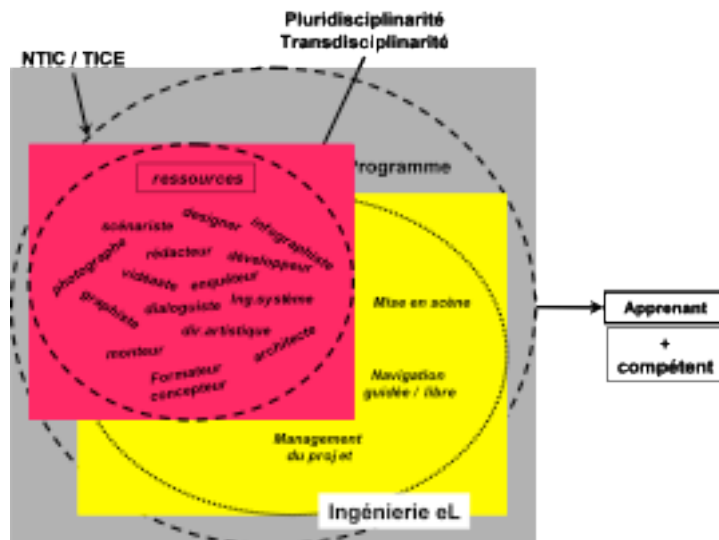 Pluridisciplinarité
Transdisciplinarité
NTIC / TICE
Programme
ressources
scénariste
designer
infographiste
photographe
rédacteur
développeur
vidéaste
enquêteur
graphiste
dialoguiste
Ing.système
dir.artistique
monteur
architecte
Formateur
concepteur
Mise en scène
Navigation
guidée / libre
Management
du projet
Ingénierie eL
Apprenant
+
compétent